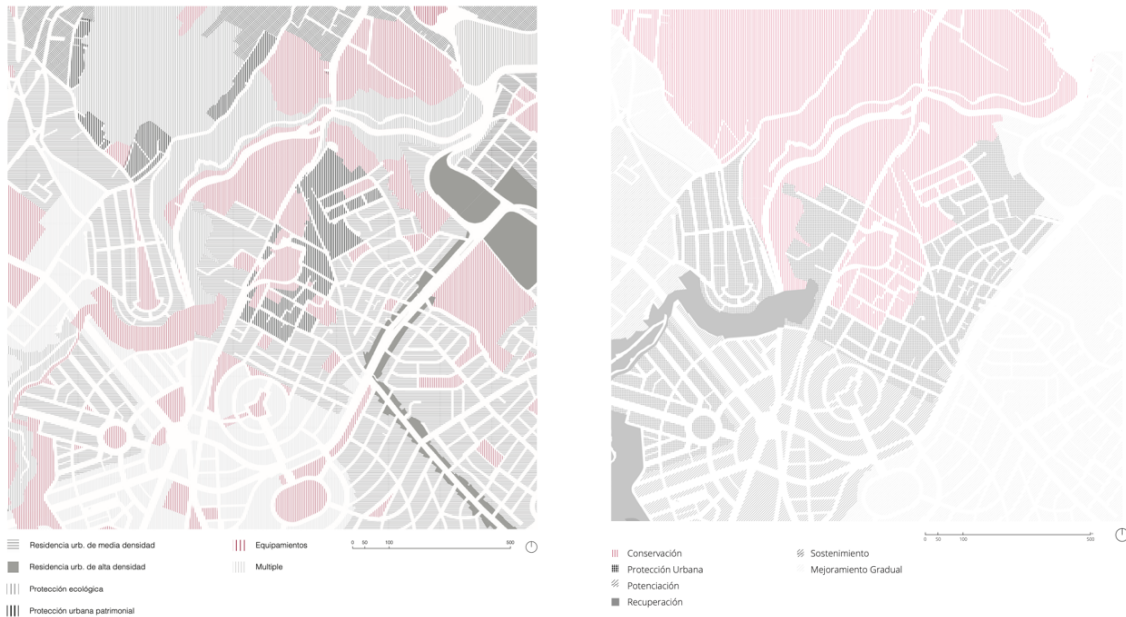 Residencia urb. de media densidad
Residencia urb. de alta densidad
Protección ecológica
Protección urbana patrimonial
Equipamientos
Multiple
0 50 100 500
Conservación
Protección Urbana
Potenciación
Recuperación
Sostenimiento
Mejoramiento Gradual
0 50 100 500